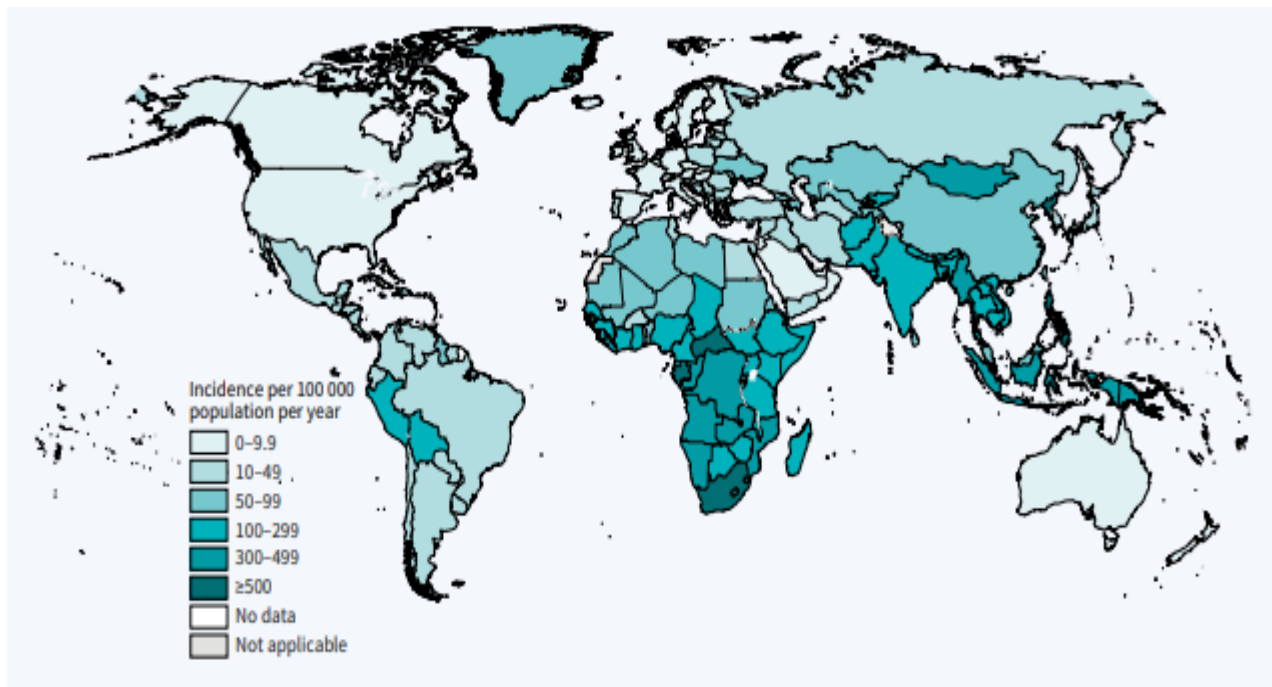 Incidence per 100 000
population per year
0–9.9
10–49
50–99
100–299
300–499
≥500
No data
Not applicable